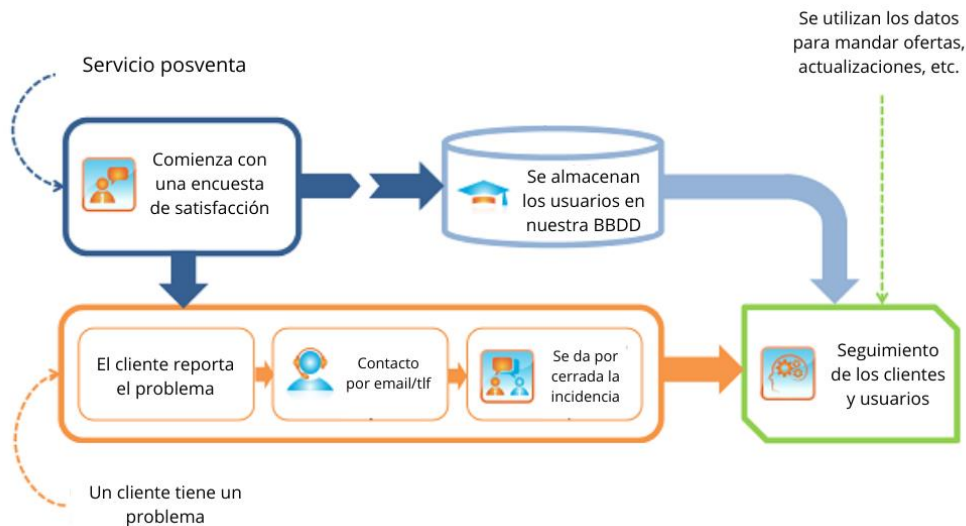 Servicio posventa
Se utilizan los datos
para mandar ofertas,
actualizaciones, etc.
Comienza con
una encuesta
de satisfacción
Se almacenan
los usuarios en
nuestra BBDD
El cliente reporta
el problema
Contacto
por email/tlf
Se da por
cerrada la
incidencia
Seguimiento
de los clientes
y usuarios
Un cliente tiene un
problema